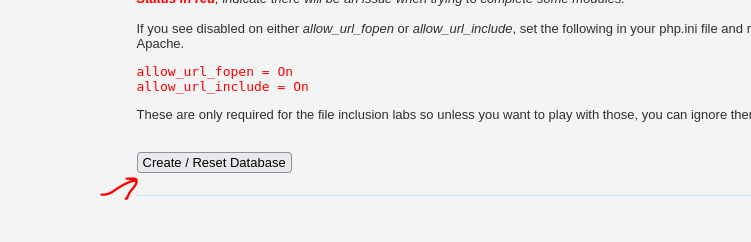 Status in red, indicate there will be an issue when trying to complete some modules.
If you see disabled on either allow_url_fopen or allow_url_include, set the following in your php.ini file and r
Apache.
allow_url_fopen = On
allow_url_include = On
These are only required for the file inclusion labs so unless you want to play with those, you can ignore ther
Create / Reset Database